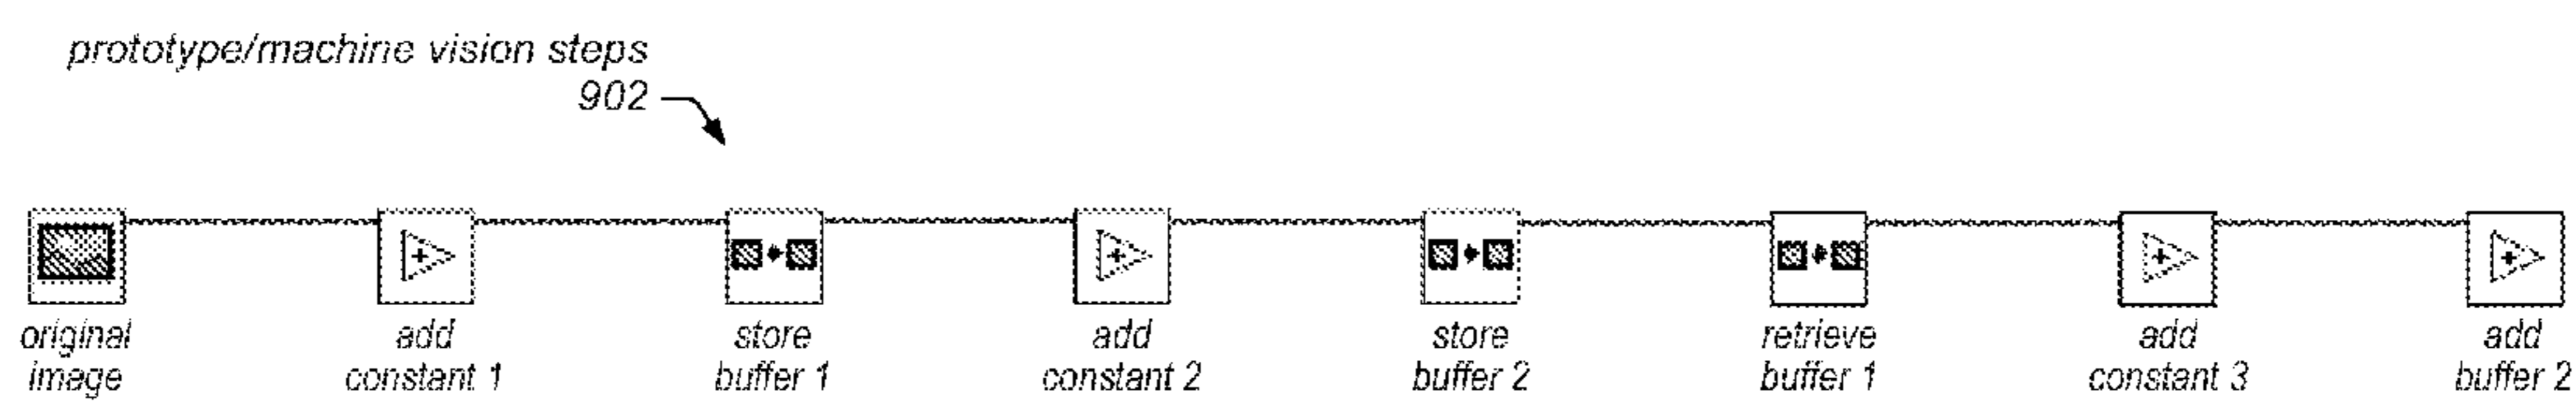 prototype/machine vision steps
902
original image
add constant 1
store buffer 1
add constant 2
store buffer 2
retrieve buffer 1
add constant 3
add buffer 2